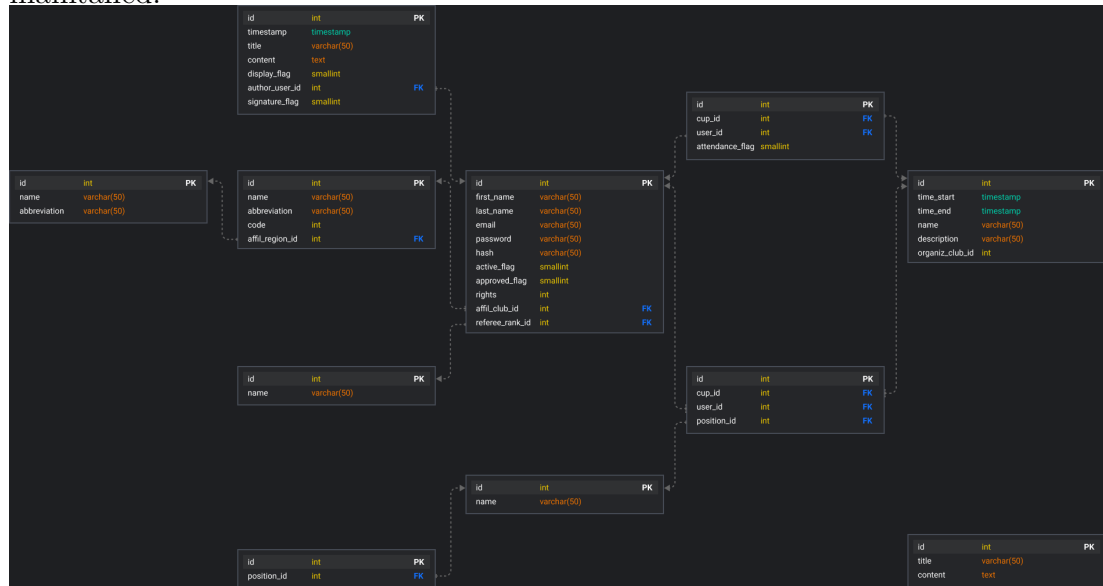 maintained.
id int PK
timestamp timestamp
title varchar(50)
content text
display_flag smallint
author_user_id int FK
signature_flag smallint
id int PK
cup_id int FK
user_id int FK
attendance_flag smallint
id int PK
name varchar(50)
abbreviation varchar(50)
id int PK
name varchar(50)
abbreviation varchar(50)
code int
affil_region_id int FK
id int PK
first_name varchar(50)
last_name varchar(50)
email varchar(50)
password varchar(50)
hash varchar(50)
active_flag smallint
approved_flag smallint
rights int
affil_club_id int FK
referee_rank_id int FK
id int PK
time_start timestamp
time_end timestamp
name varchar(50)
description varchar(50)
organiz_club_id int
id int PK
name varchar(50)
id int PK
cup_id int FK
user_id int FK
position_id int FK
id int PK
name varchar(50)
id int PK
position_id int FK
id int PK
title varchar(50)
content text